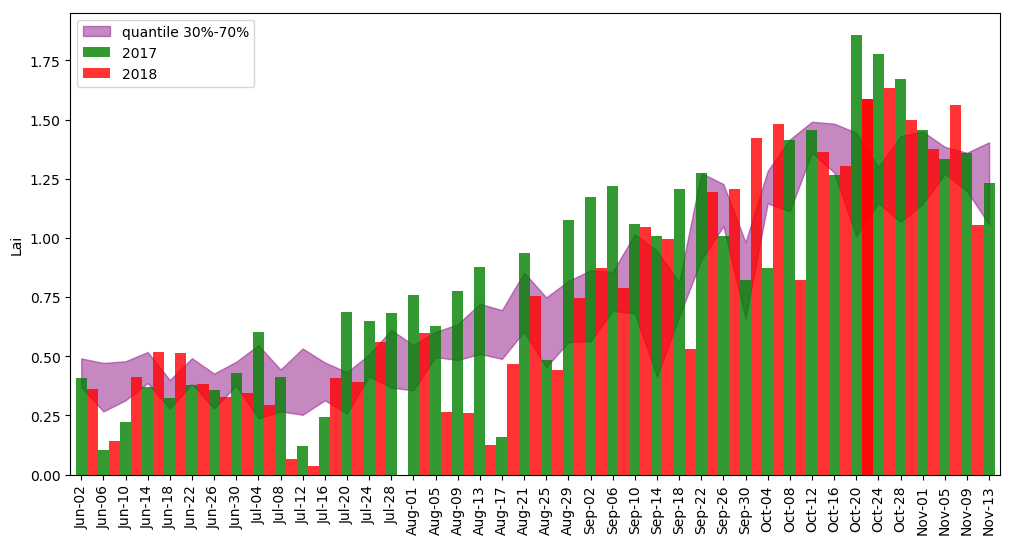 quantile 30%-70%
2017
2018
Lai
1.75
1.50
1.25
1.00
0.75
0.50
0.25
0.00
Jun-02
Jun-06
Jun-10
Jun-14
Jun-18
Jun-22
Jun-26
Jun-30
Jul-04
Jul-08
Jul-12
Jul-16
Jul-20
Jul-24
Jul-28
Aug-01
Aug-05
Aug-09
Aug-13
Aug-17
Aug-21
Aug-25
Aug-29
Sep-02
Sep-06
Sep-10
Sep-14
Sep-18
Sep-22
Sep-26
Sep-30
Oct-04
Oct-08
Oct-12
Oct-16
Oct-20
Oct-24
Oct-28
Nov-01
Nov-05
Nov-09
Nov-13